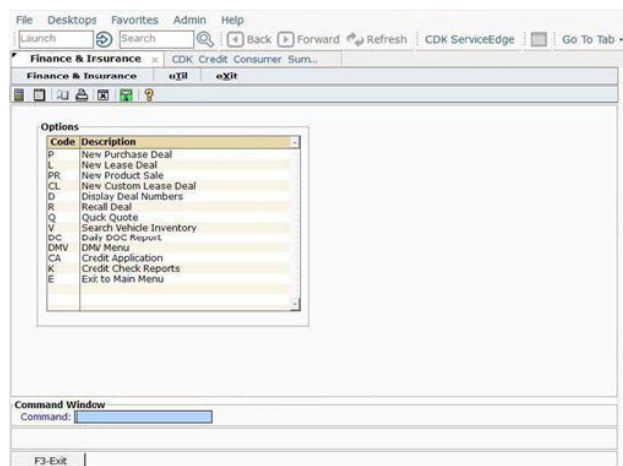 File Desktops Favorites Admin Help
Launch Search Back Forward Refresh CDK ServiceEdge Go To Tab
Finance & Insurance x CDK Credit Consumer Sum...
Finance & Insurance uTil eXit
Options
Code Description
P New Purchase Deal
L New Lease Deal
PR New Product Sale
CL New Custom Lease Deal
D Display Deal Numbers
R Recall Deal
Q Quick Quote
V Search Vehicle Inventory
DC Daily DOC Report
DMV DMV Menu
CA Credit Application
K Credit Check Reports
E Exit to Main Menu
Command Window
Command:
F3-Exit